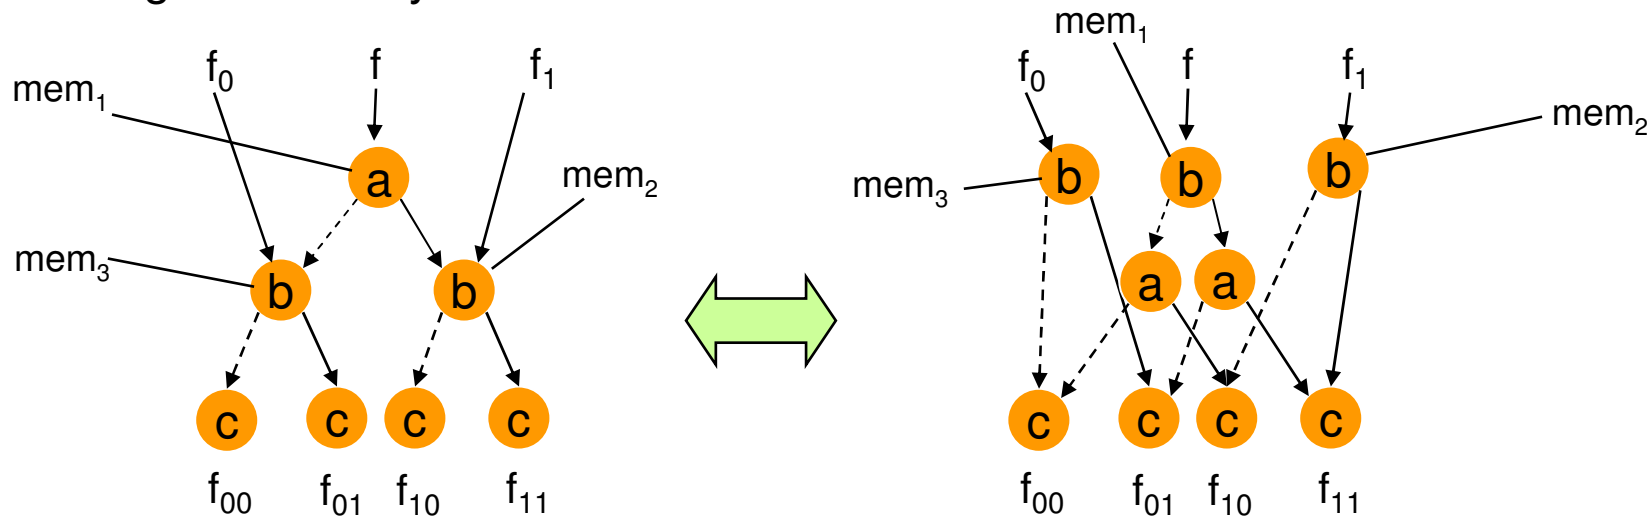 mem₁
f₀ f f₁
mem₁
a
mem₂
mem₃
b b
c c c c
f₀₀ f₀₁ f₁₀ f₁₁
f₀ f f₁
mem₂
b b b
mem₃
a a
c c c c
f₀₀ f₀₁ f₁₀ f₁₁